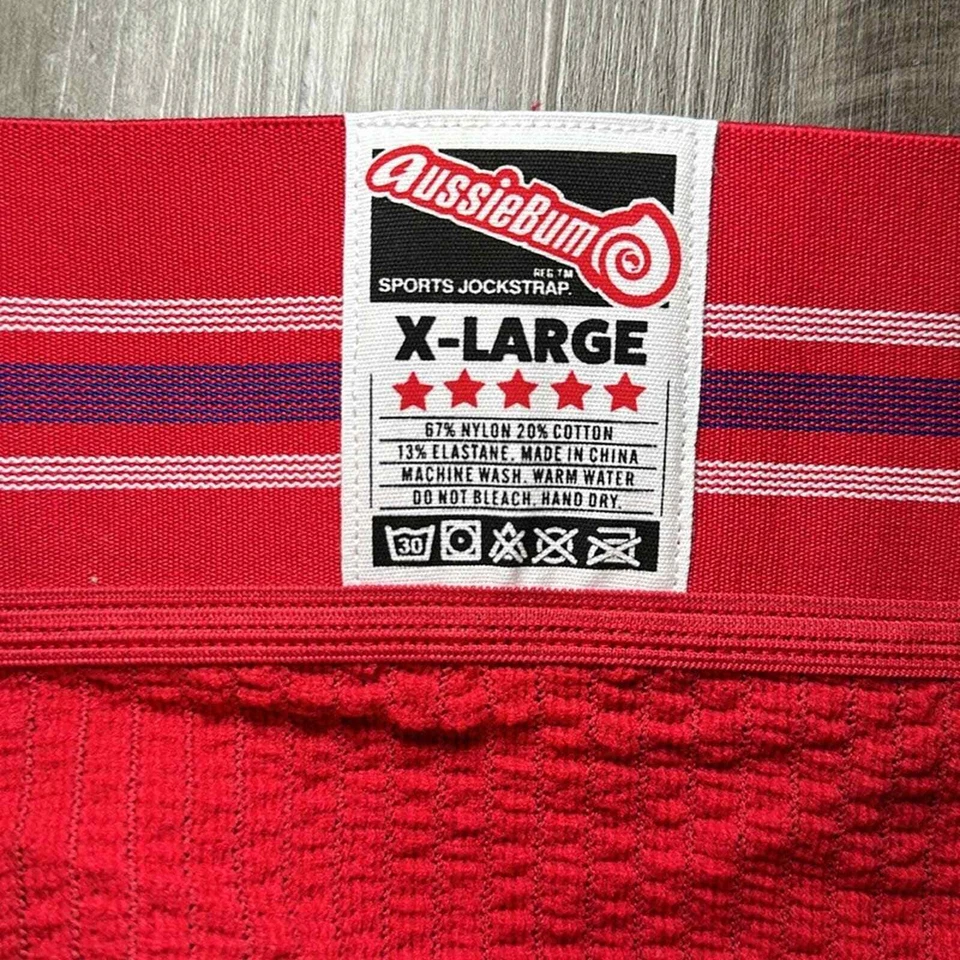 aussieBum
REG.TM
SPORTS JOCKSTRAP.
X-LARGE
67% NYLON 20% COTTON
13% ELASTANE. MADE IN CHINA
MACHINE WASH. WARM WATER
DO NOT BLEACH. HAND DRY.
30